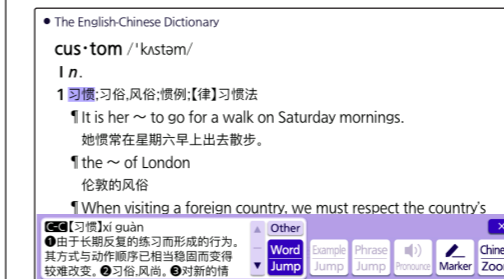 ● The English-Chinese Dictionary
cus·tom /ˈkʌstəm/
I n.
1 习惯;习俗,风俗;惯例;【律】习惯法
¶It is her ～ to go for a walk on Saturday mornings.
她惯常在星期六早上出去散步。
¶the ～ of London
伦敦的风俗
¶When visiting a foreign country, we must respect the country's
C-C【习惯】xí guàn
❶由于长期反复的练习而形成的行为。
其方式与动作顺序已相当稳固而变得
较难改变。❷习俗,风尚。❸对新的情
Other
Word Jump
Example Jump
Phrase Jump
Pronounce
Marker
Chine
Zoo